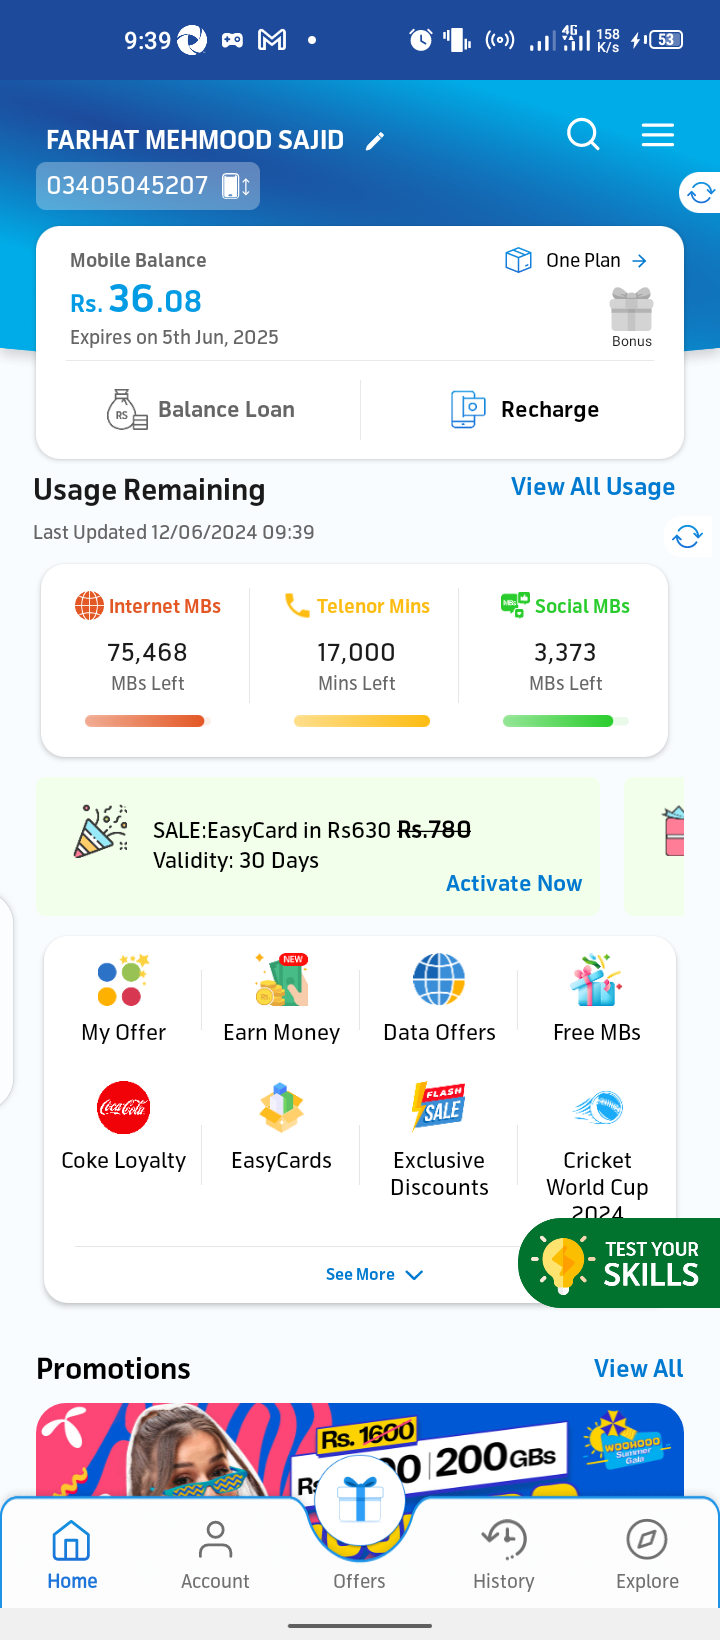 9:39
4G
158
K/s
53
FARHAT MEHMOOD SAJID
03405045207
Mobile Balance
One Plan
Rs. 36.08
Expires on 5th Jun, 2025
Bonus
RS
Balance Loan
Recharge
Usage Remaining
View All Usage
Last Updated 12/06/2024 09:39
Internet MBs
Telenor Mins
MBs
Social MBs
75,468
17,000
3,373
MBs Left
Mins Left
MBs Left
SALE:EasyCard in Rs630 Rs.780
Validity: 30 Days
Activate Now
NEW
My Offer
Earn Money
Data Offers
Free MBs
Coca-Cola
FLASH
SALE
Coke Loyalty
EasyCards
Exclusive
Discounts
Cricket
World Cup
2024
See More
TEST YOUR
SKILLS
Promotions
View All
Rs. 1600
200GBs
WOOHOOO
Summer
Gala
Home
Account
Offers
History
Explore